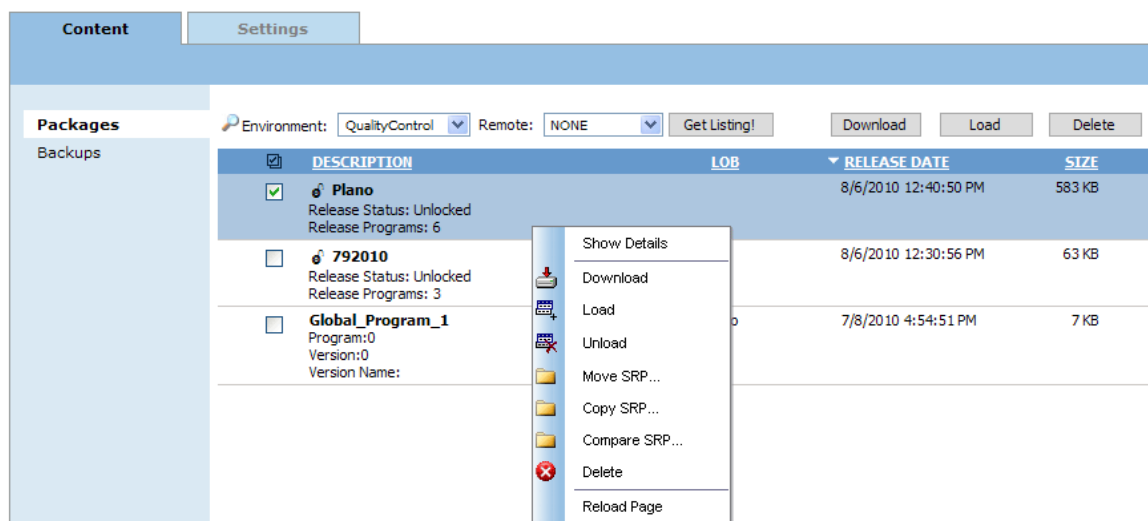 Content Settings
Packages
Backups
Environment: QualityControl Remote: NONE Get Listing! Download Load Delete
DESCRIPTION LOB RELEASE DATE SIZE
Plano 8/6/2010 12:40:50 PM 583 KB
Release Status: Unlocked
Release Programs: 6
792010 8/6/2010 12:30:56 PM 63 KB
Release Status: Unlocked
Release Programs: 3
Global_Program_1 7/8/2010 4:54:51 PM 7 KB
Program:0
Version:0
Version Name:
Show Details
Download
Load
Unload
Move SRP...
Copy SRP...
Compare SRP...
Delete
Reload Page